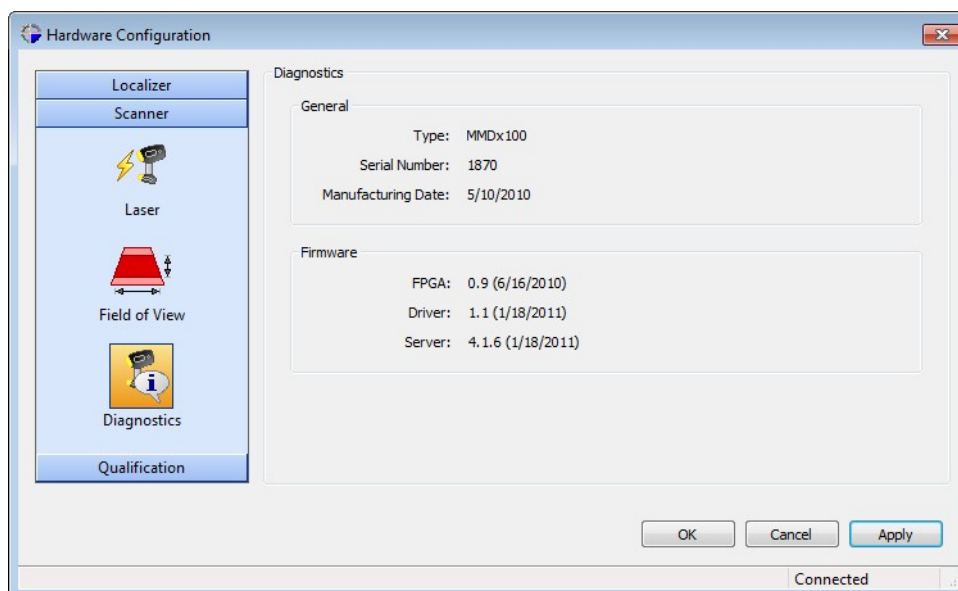 Hardware Configuration
Localizer
Scanner
Laser
Field of View
Diagnostics
Qualification
Diagnostics
General
Type: MMDx100
Serial Number: 1870
Manufacturing Date: 5/10/2010
Firmware
FPGA: 0.9 (6/16/2010)
Driver: 1.1 (1/18/2011)
Server: 4.1.6 (1/18/2011)
OK Cancel Apply
Connected